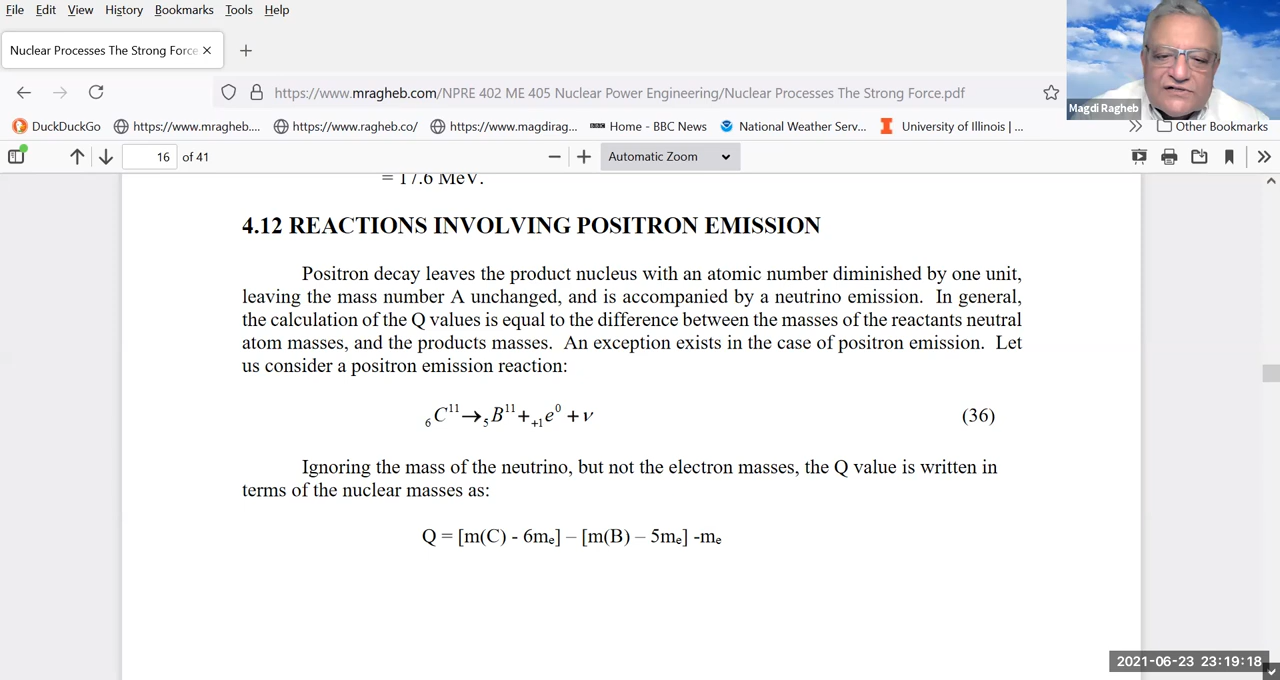 File Edit View History Bookmarks Tools Help
Nuclear Processes The Strong Force
https://www.mragheb.com/NPRE 402 ME 405 Nuclear Power Engineering/Nuclear Processes The Strong Force.pdf
Magdi Ragheb
DuckDuckGo https://www.mragheb.... https://www.ragheb.co/ https://www.magdirag... Home - BBC News National Weather Serv... University of Illinois | ... Other Bookmarks
16 of 41 Automatic Zoom
= 17.6 MeV.
4.12 REACTIONS INVOLVING POSITRON EMISSION
Positron decay leaves the product nucleus with an atomic number diminished by one unit,
leaving the mass number A unchanged, and is accompanied by a neutrino emission. In general,
the calculation of the Q values is equal to the difference between the masses of the reactants neutral
atom masses, and the products masses. An exception exists in the case of positron emission. Let
us consider a positron emission reaction:
₆C¹¹ → ₅B¹¹ + ₊₁e⁰ + ν (36)
Ignoring the mass of the neutrino, but not the electron masses, the Q value is written in
terms of the nuclear masses as:
Q = [m(C) - 6mₑ] – [m(B) – 5mₑ] -mₑ
2021-06-23 23:19:18